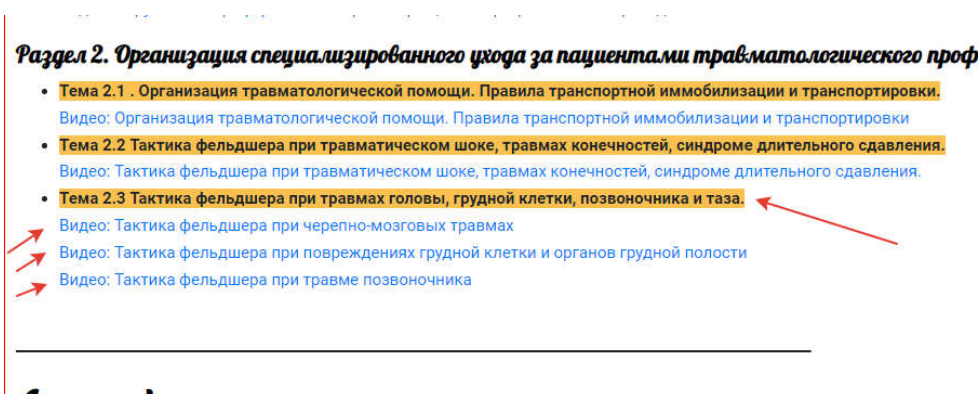 Раздел 2. Организация специализированного ухода за пациентами травматологического проф
Тема 2.1 . Организация травматологической помощи. Правила транспортной иммобилизации и транспортировки.
Видео: Организация травматологической помощи. Правила транспортной иммобилизации и транспортировки
Тема 2.2 Тактика фельдшера при травматическом шоке, травмах конечностей, синдроме длительного сдавления.
Видео: Тактика фельдшера при травматическом шоке, травмах конечностей, синдроме длительного сдавления.
Тема 2.3 Тактика фельдшера при травмах головы, грудной клетки, позвоночника и таза.
Видео: Тактика фельдшера при черепно-мозговых травмах
Видео: Тактика фельдшера при повреждениях грудной клетки и органов грудной полости
Видео: Тактика фельдшера при травме позвоночника